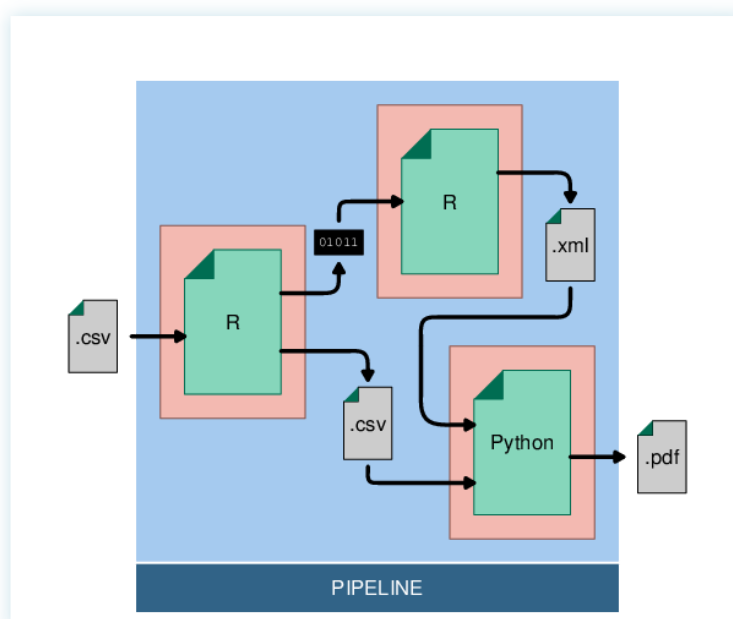 R
01011
.xml
.csv
R
.csv
Python
.pdf
PIPELINE